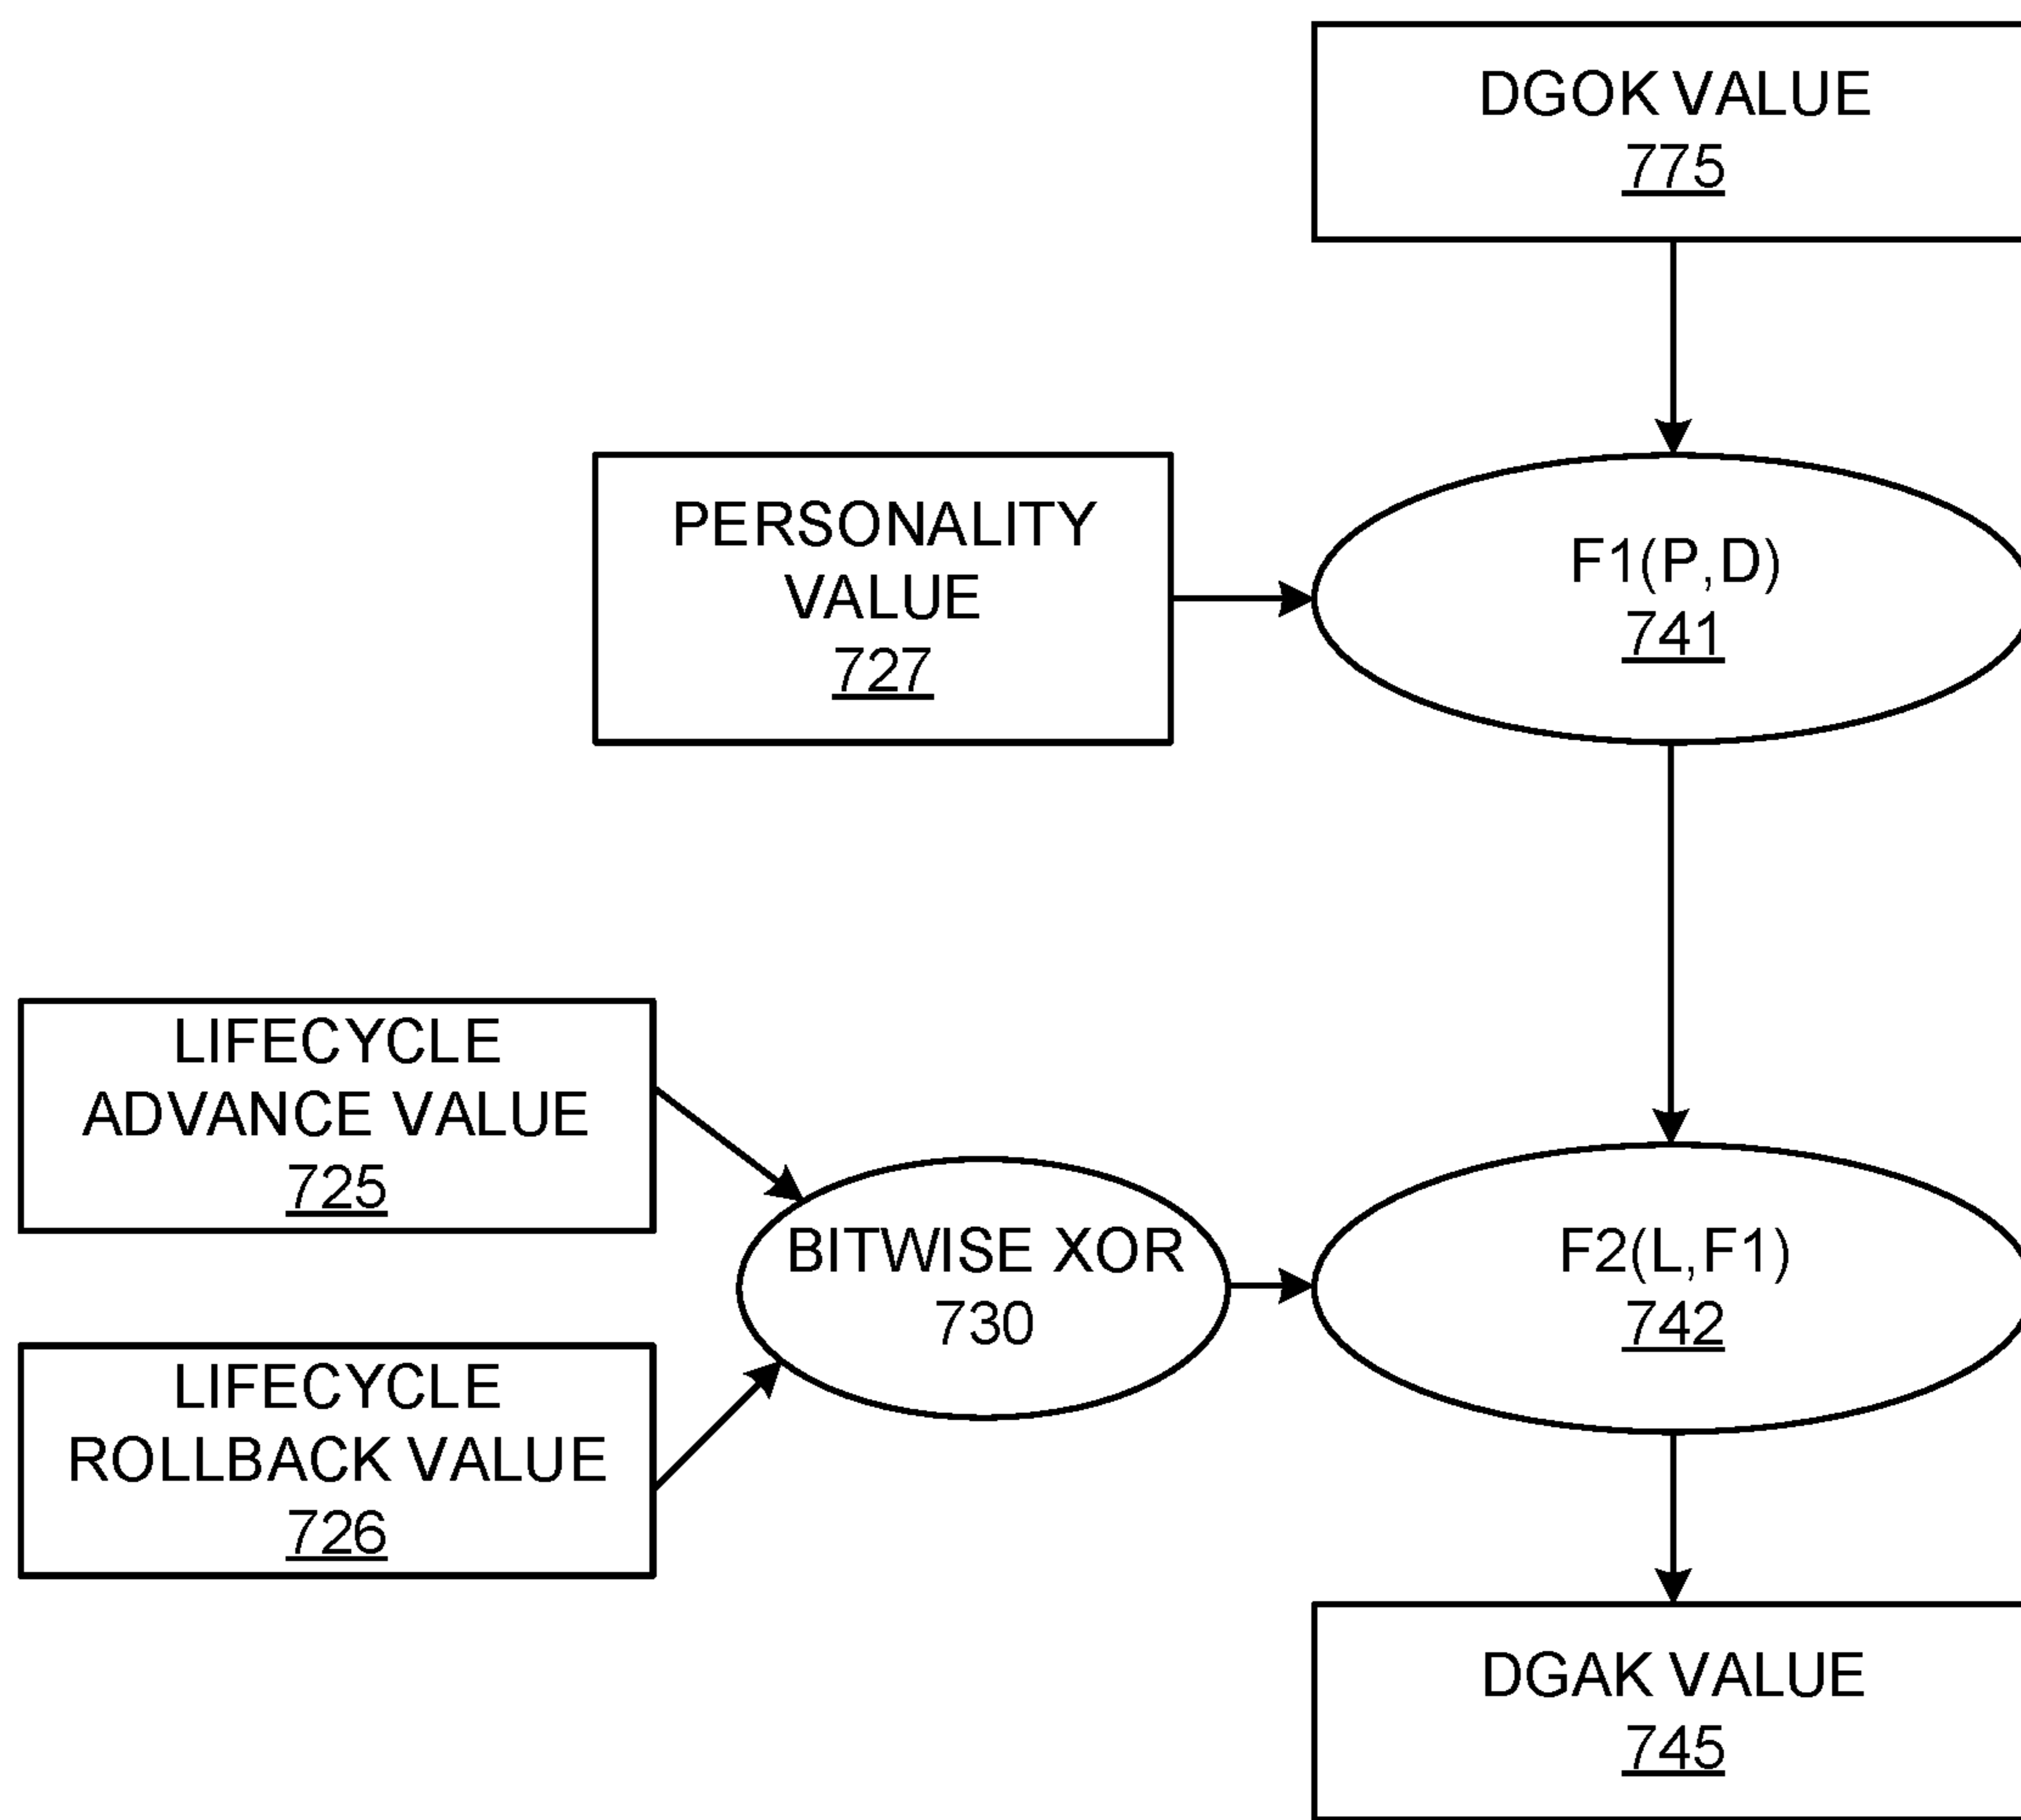 DGOK VALUE
775
PERSONALITY
VALUE
727
F1(P,D)
741
LIFECYCLE
ADVANCE VALUE
725
BITWISE XOR
730
F2(L,F1)
742
LIFECYCLE
ROLLBACK VALUE
726
DGAK VALUE
745